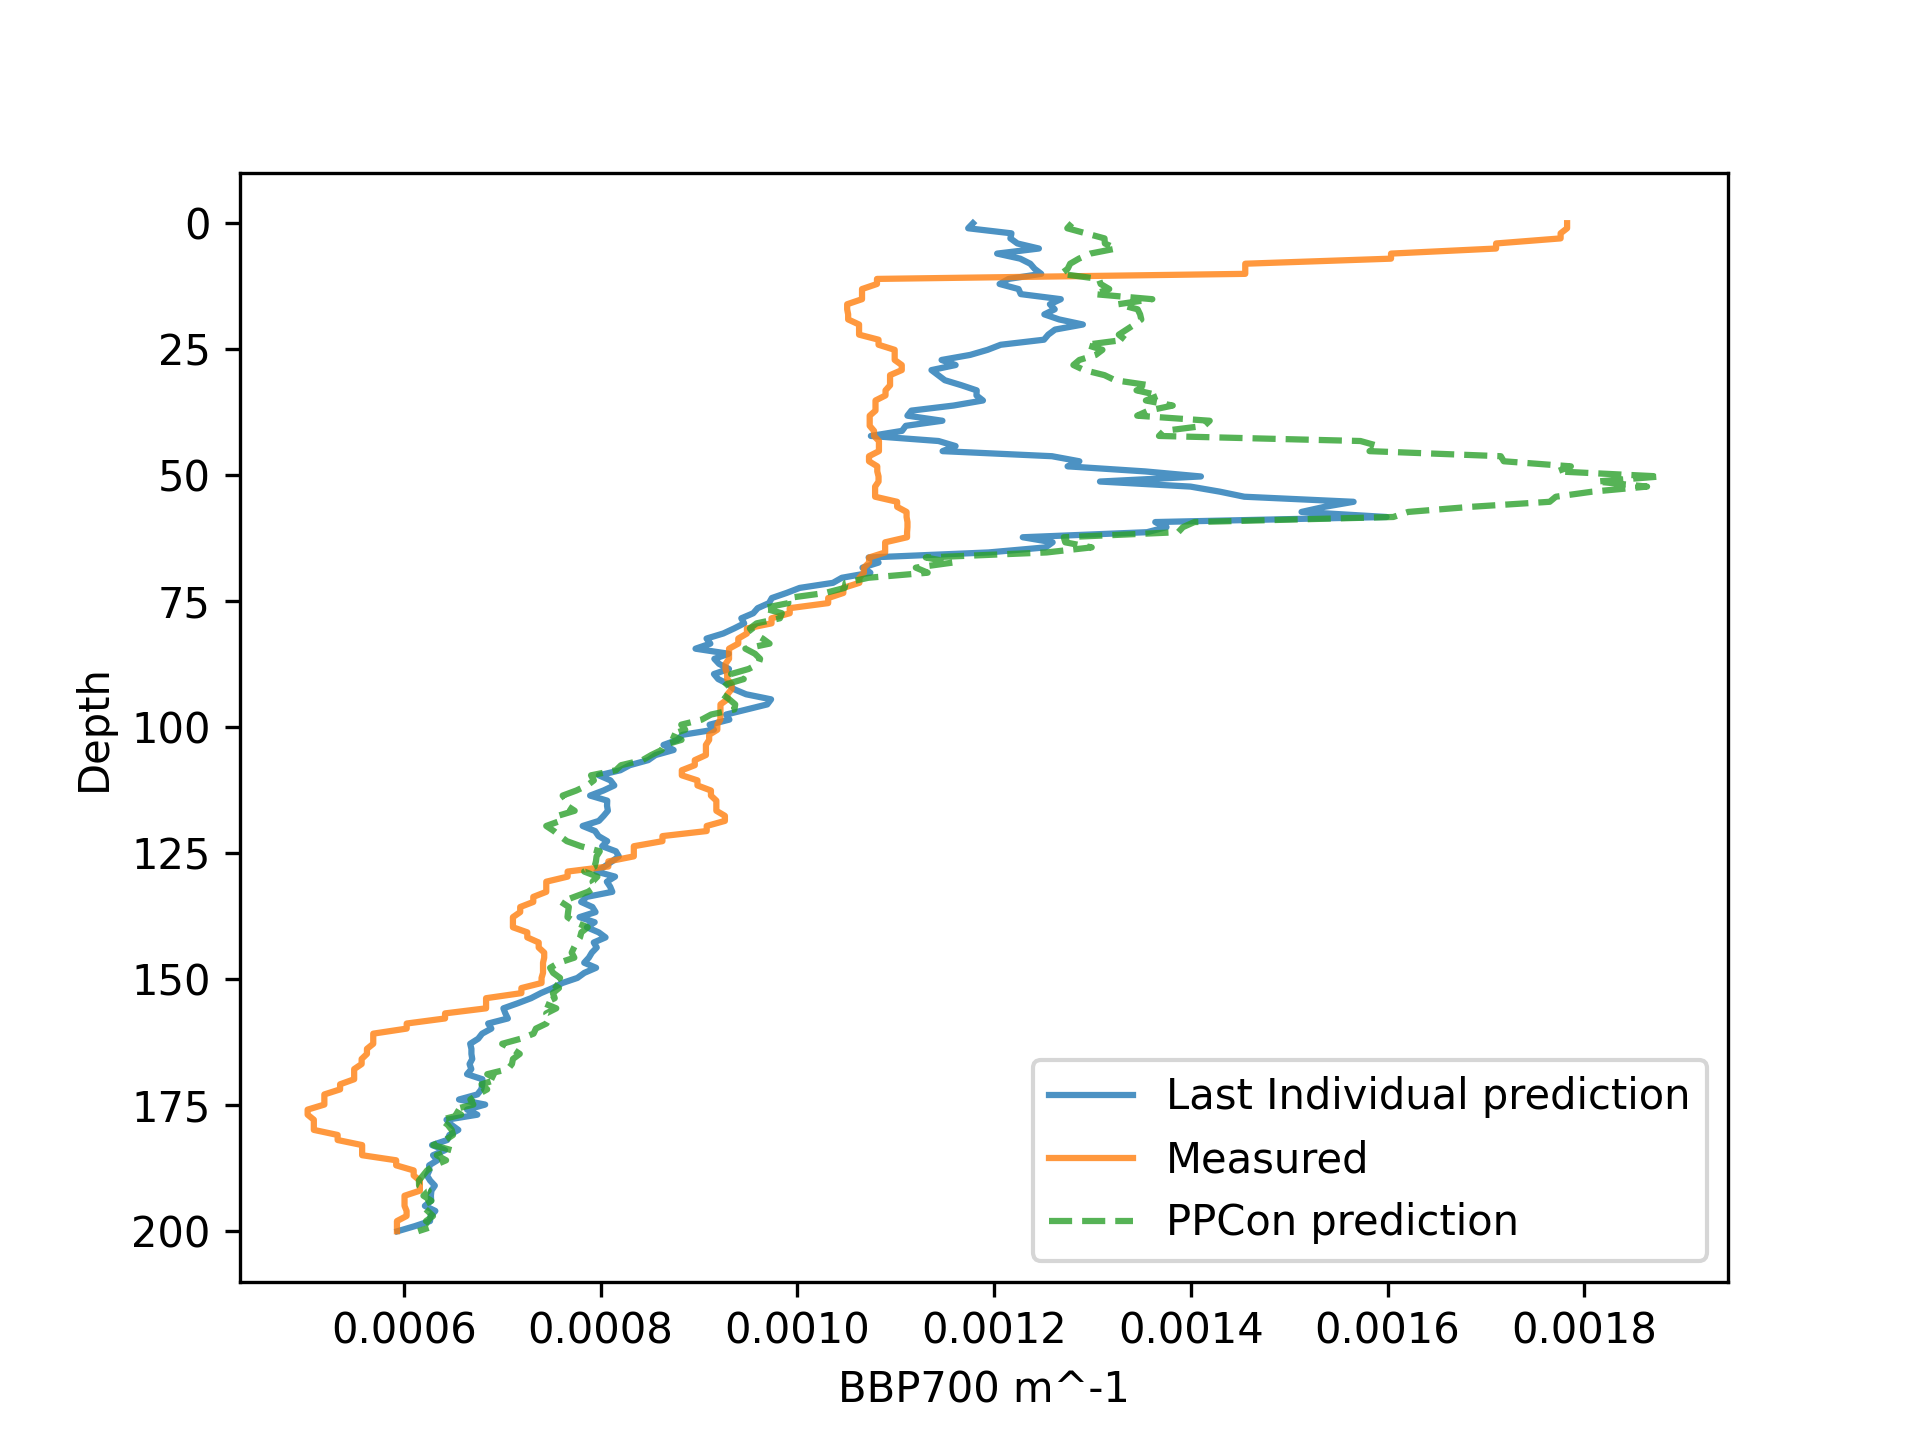 0
25
50
75
100
125
150
175
200
Depth
0.0006 0.0008 0.0010 0.0012 0.0014 0.0016 0.0018
BBP700 m^-1
Last Individual prediction
Measured
PPCon prediction